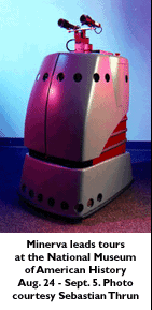 Minerva leads tours
at the National Museum
of American History
Aug. 24 - Sept. 5. Photo
courtesy Sebastian Thrun